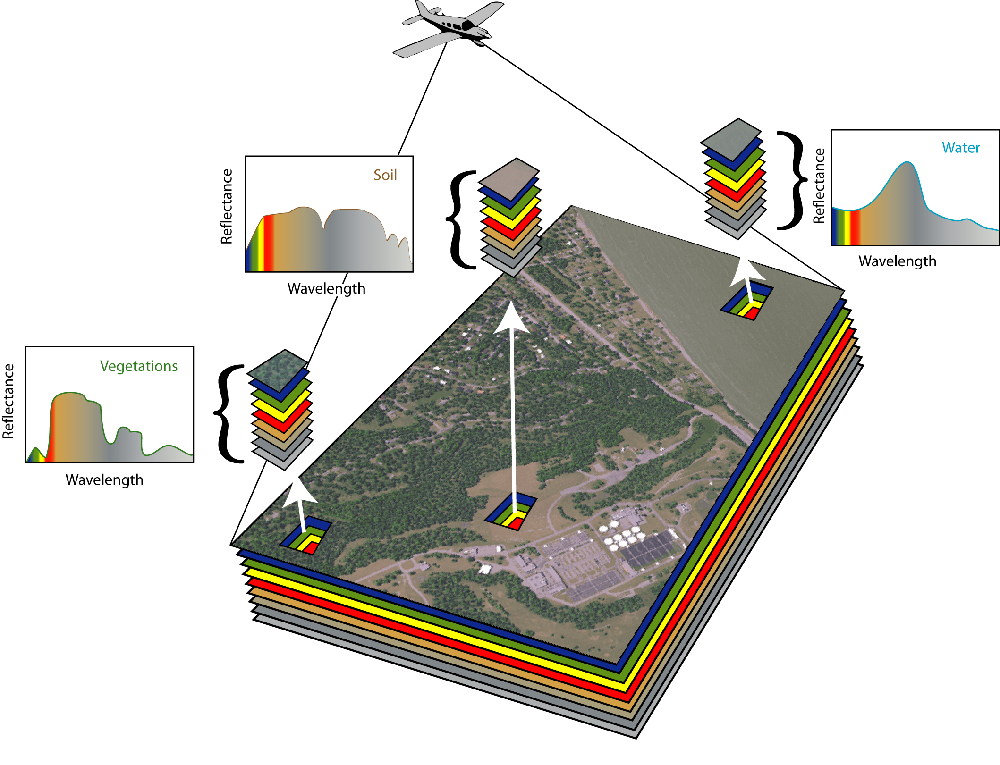 Water
Reflectance
Wavelength
Soil
Reflectance
Wavelength
Vegetations
Reflectance
Wavelength